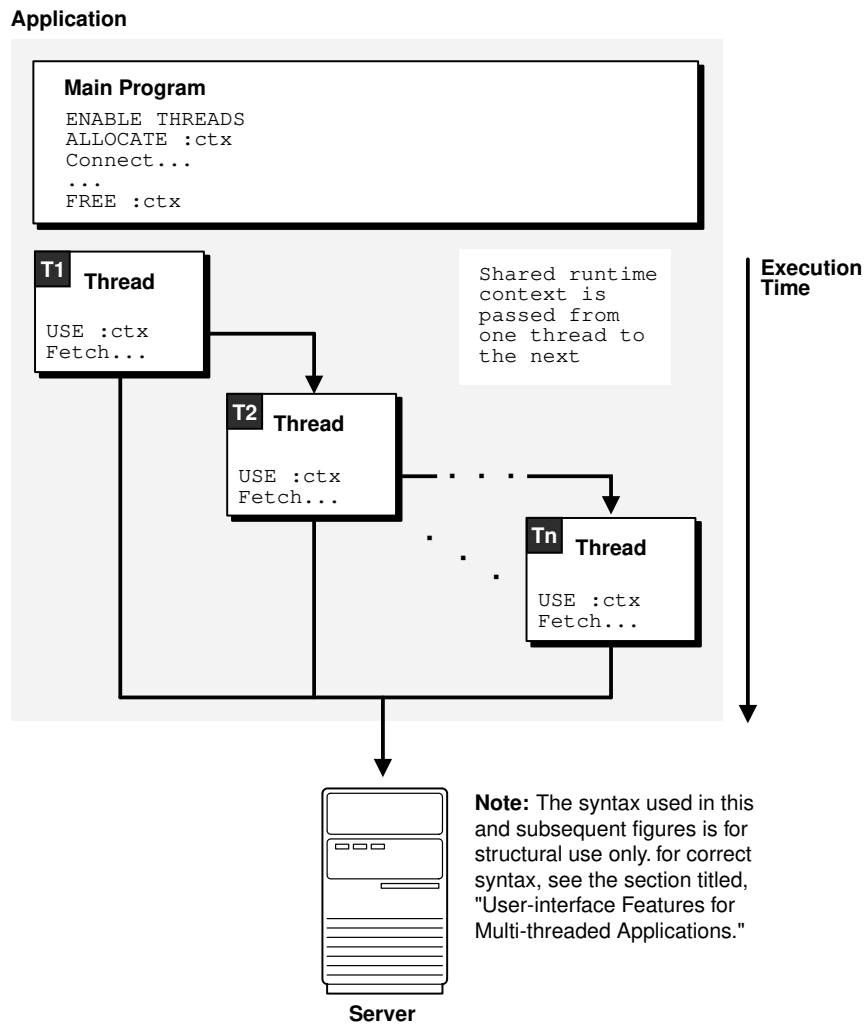 Application
Main Program
ENABLE THREADS
ALLOCATE :ctx
Connect...
...
FREE :ctx
T1
Thread
USE :ctx
Fetch...
Shared runtime
context is
passed from
one thread to
the next
Execution
Time
T2
Thread
USE :ctx
Fetch...
Tn
Thread
USE :ctx
Fetch...
Note: The syntax used in this
and subsequent figures is for
structural use only. for correct
syntax, see the section titled,
"User-interface Features for
Multi-threaded Applications."
Server